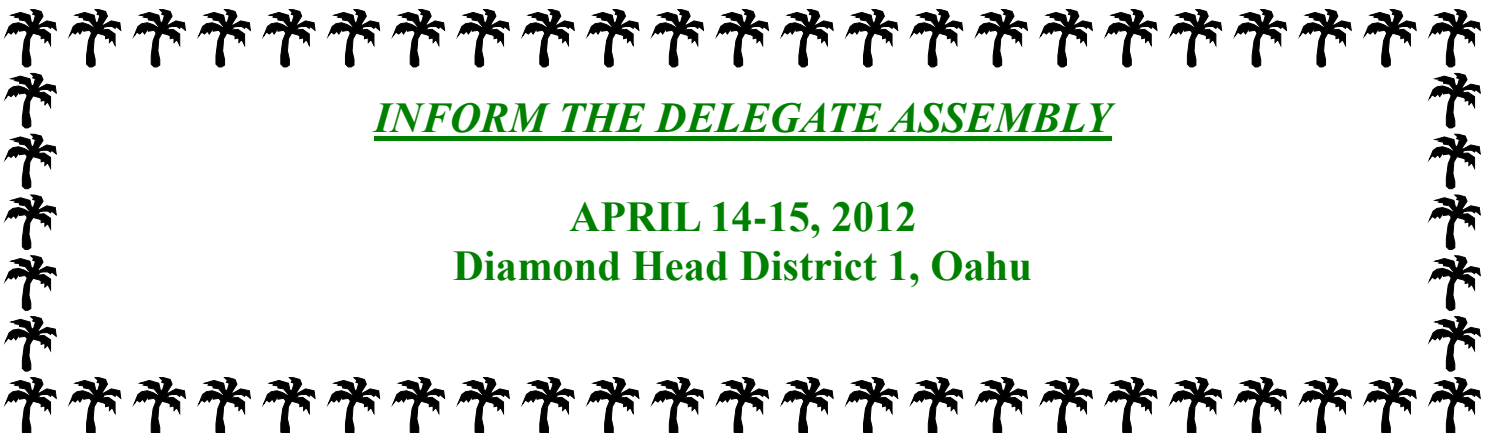 INFORM THE DELEGATE ASSEMBLY
APRIL 14-15, 2012
Diamond Head District 1, Oahu